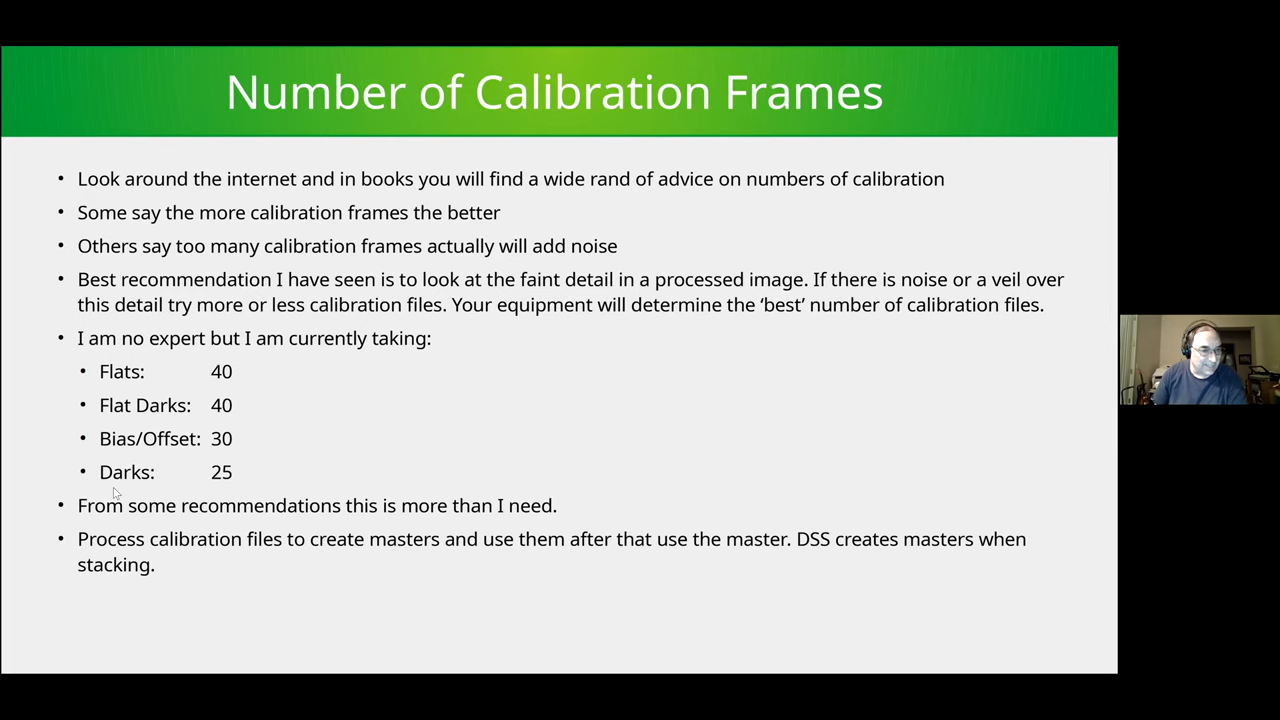 Number of Calibration Frames
• Look around the internet and in books you will find a wide rand of advice on numbers of calibration
• Some say the more calibration frames the better
• Others say too many calibration frames actually will add noise
• Best recommendation I have seen is to look at the faint detail in a processed image. If there is noise or a veil over
this detail try more or less calibration files. Your equipment will determine the ‘best’ number of calibration files.
• I am no expert but I am currently taking:
• Flats: 40
• Flat Darks: 40
• Bias/Offset: 30
• Darks: 25
• From some recommendations this is more than I need.
• Process calibration files to create masters and use them after that use the master. DSS creates masters when
stacking.